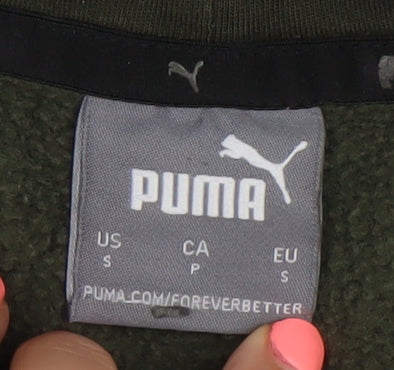 PUMA
US CA EU
S P S
PUMA.COM/FOREVERBETTER